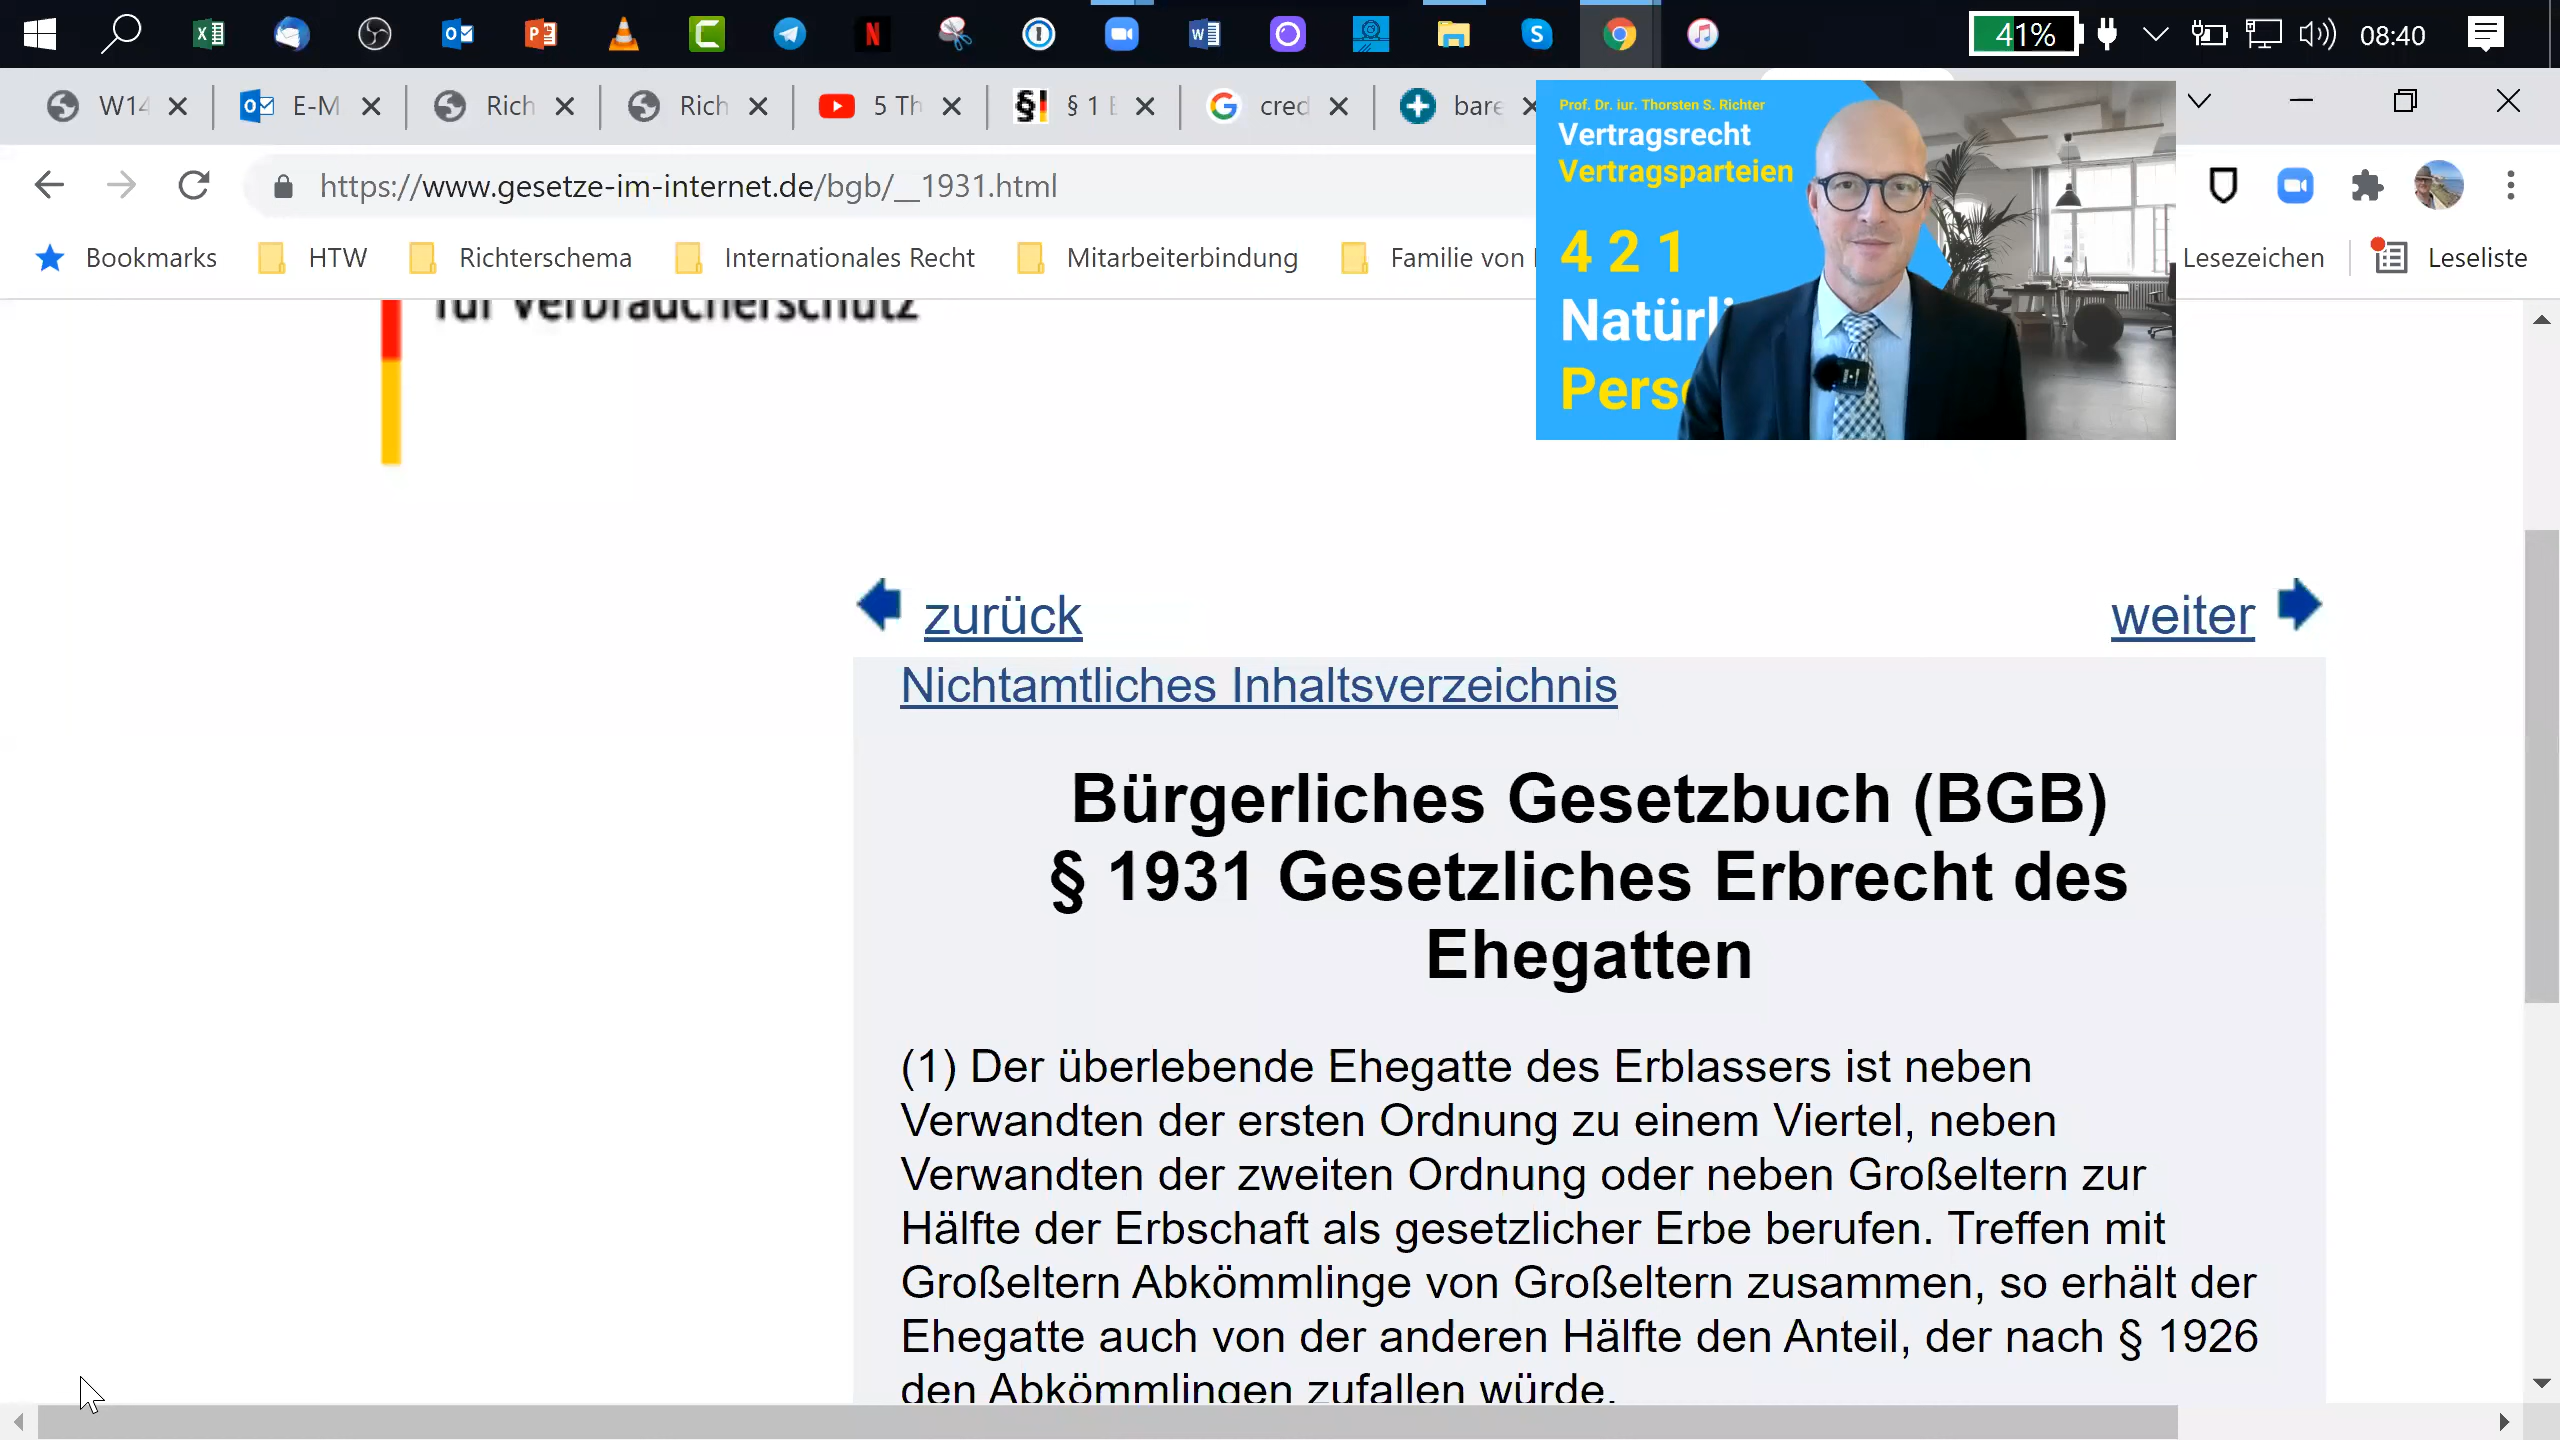 41%
08:40
W14
E-M
Rich
Rich
5 Th
§ 1 B
cred
bare
https://www.gesetze-im-internet.de/bgb/__1931.html
Bookmarks
HTW
Richterschema
Internationales Recht
Mitarbeiterbindung
Familie von
Lesezeichen
Leseliste
Prof. Dr. iur. Thorsten S. Richter
Vertragsrecht
Vertragsparteien
4 2 1
Natürli
Perso
für Verbraucherschutz
zurück
weiter
Nichtamtliches Inhaltsverzeichnis
Bürgerliches Gesetzbuch (BGB)
§ 1931 Gesetzliches Erbrecht des
Ehegatten
(1) Der überlebende Ehegatte des Erblassers ist neben
Verwandten der ersten Ordnung zu einem Viertel, neben
Verwandten der zweiten Ordnung oder neben Großeltern zur
Hälfte der Erbschaft als gesetzlicher Erbe berufen. Treffen mit
Großeltern Abkömmlinge von Großeltern zusammen, so erhält der
Ehegatte auch von der anderen Hälfte den Anteil, der nach § 1926
den Abkömmlingen zufallen würde.